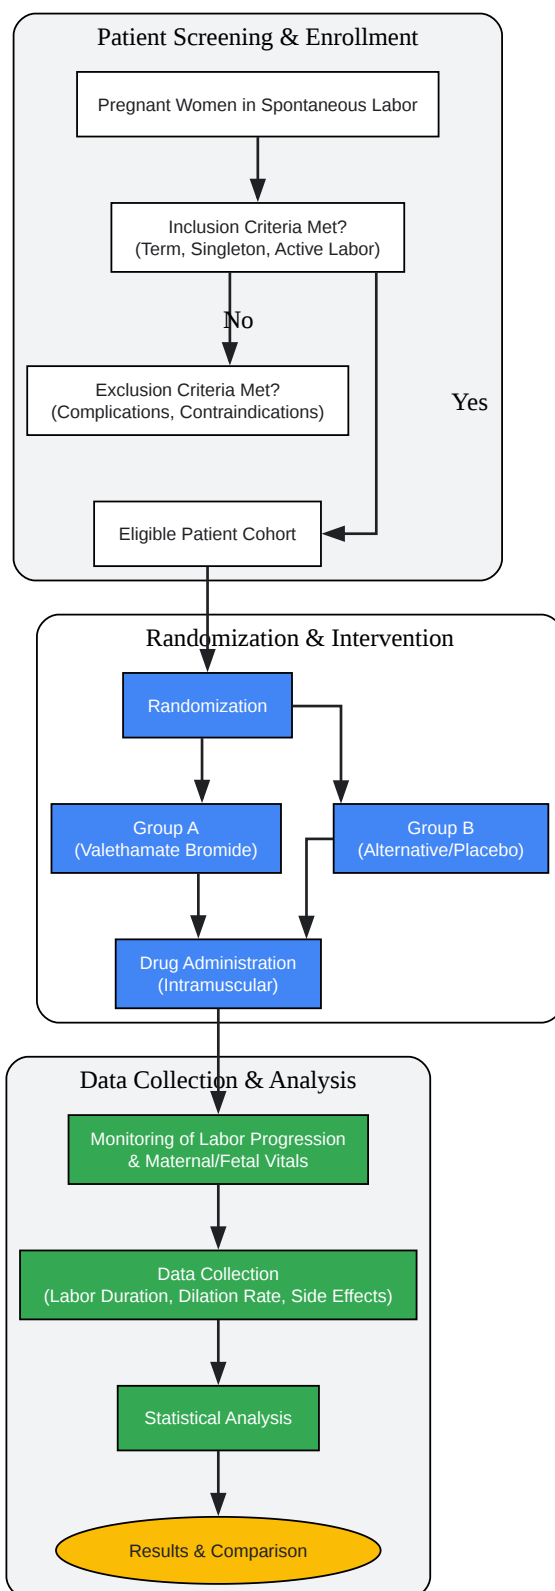 Patient Screening & Enrollment
Pregnant Women in Spontaneous Labor
Inclusion Criteria Met?
(Term, Singleton, Active Labor)
No
Exclusion Criteria Met?
(Complications, Contraindications)
Yes
Eligible Patient Cohort
Randomization & Intervention
Randomization
Group A
(Valethamate Bromide)
Group B
(Alternative/Placebo)
Drug Administration
(Intramuscular)
Data Collection & Analysis
Monitoring of Labor Progression
& Maternal/Fetal Vitals
Data Collection
(Labor Duration, Dilation Rate, Side Effects)
Statistical Analysis
Results & Comparison